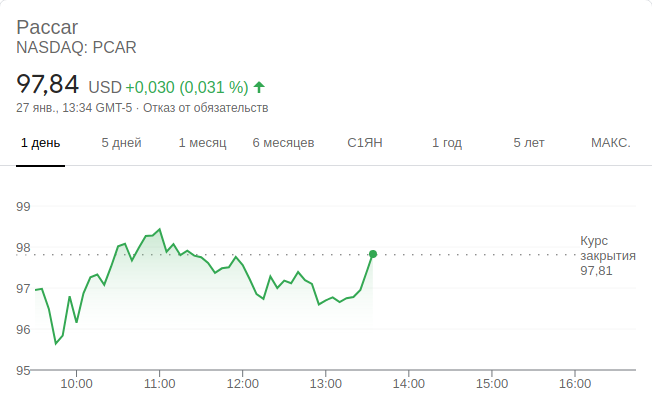 Paccar
NASDAQ: PCAR
97,84 USD +0,030 (0,031 %)
27 янв., 13:34 GMT-5 · Отказ от обязательств
1 день 5 дней 1 месяц 6 месяцев С1ЯН 1 год 5 лет МАКС.
99
98
97
96
95
Курс
закрытия
97,81
10:00 11:00 12:00 13:00 14:00 15:00 16:00